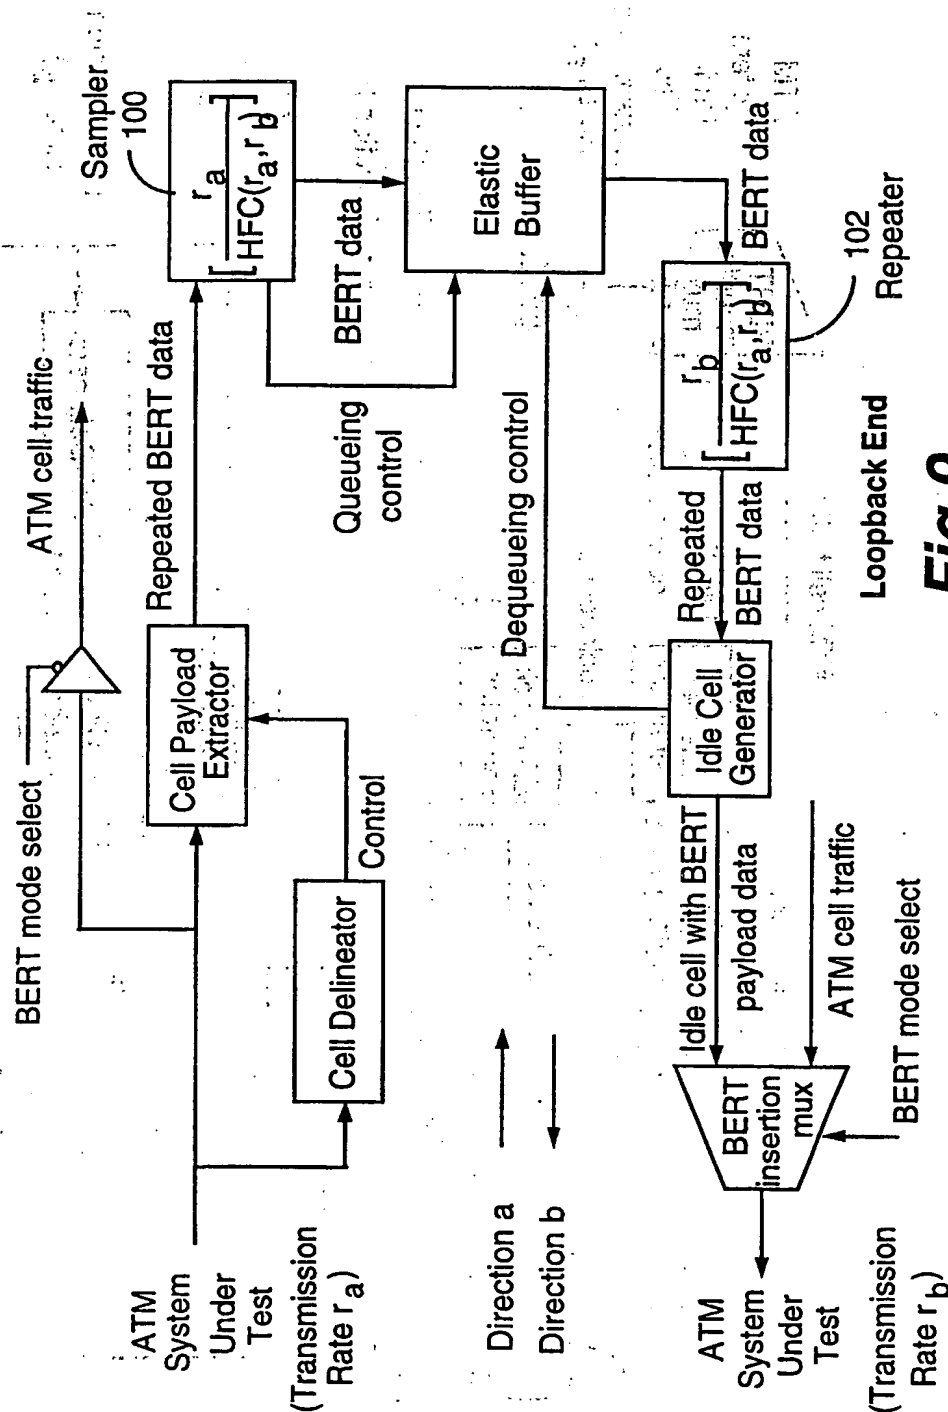 BERT mode select
ATM cell traffic
Sampler
100
ATM
System
Under
Test
(Transmission
Rate r_a)
Cell Delineator
Control
Cell Payload
Extractor
Repeated BERT data
[ r_a / HFC(r_a,r_b) ]
Queueing
control
BERT data
Elastic
Buffer
Direction a
Direction b
Dequeueing control
BERT data
[ r_b / HFC(r_a,r_b) ]
102
Repeater
Repeated
BERT data
Idle Cell
Generator
Idle cell with BERT
payload data
ATM cell traffic
BERT
insertion
mux
BERT mode select
ATM
System
Under
Test
(Transmission
Rate r_b)
Loopback End